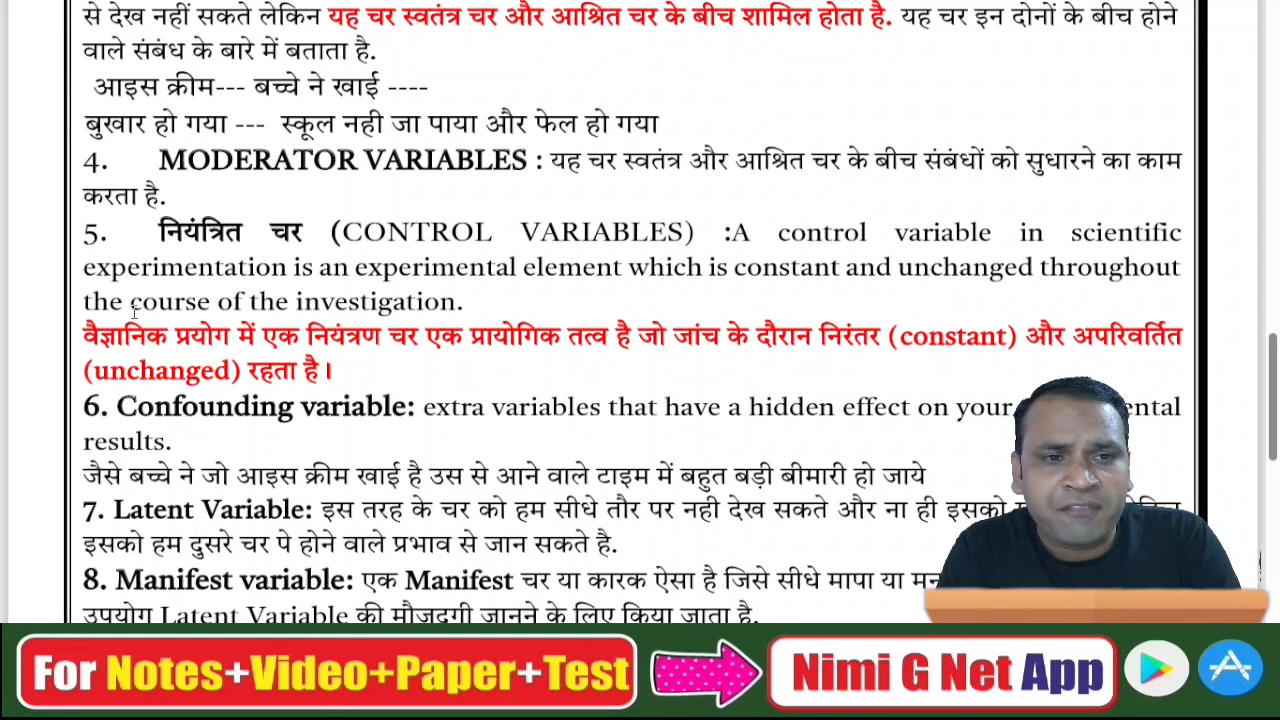 से देख नहीं सकते लेकिन यह चर स्वतंत्र चर और आश्रित चर के बीच शामिल होता है. यह चर इन दोनों के बीच होने
वाले संबंध के बारे में बताता है.
आइस क्रीम--- बच्चे ने खाई ----
बुखार हो गया --- स्कूल नही जा पाया और फेल हो गया
4. MODERATOR VARIABLES : यह चर स्वतंत्र और आश्रित चर के बीच संबंधों को सुधारने का काम
करता है.
5. नियंत्रित चर (CONTROL VARIABLES) :A control variable in scientific
experimentation is an experimental element which is constant and unchanged throughout
the course of the investigation.
वैज्ञानिक प्रयोग में एक नियंत्रण चर एक प्रायोगिक तत्व है जो जांच के दौरान निरंतर (constant) और अपरिवर्तित
(unchanged) रहता है।
6. Confounding variable: extra variables that have a hidden effect on your ental
results.
जैसे बच्चे ने जो आइस क्रीम खाई है उस से आने वाले टाइम में बहुत बड़ी बीमारी हो जाये
7. Latent Variable: इस तरह के चर को हम सीधे तौर पर नही देख सकते और ना ही इसको
इसको हम दुसरे चर पे होने वाले प्रभाव से जान सकते है.
8. Manifest variable: एक Manifest चर या कारक ऐसा है जिसे सीधे मापा या
उपयोग Latent Variable की मौजूदगी जानने के लिए किया जाता है.
For Notes+Video+Paper+Test
Nimi G Net App